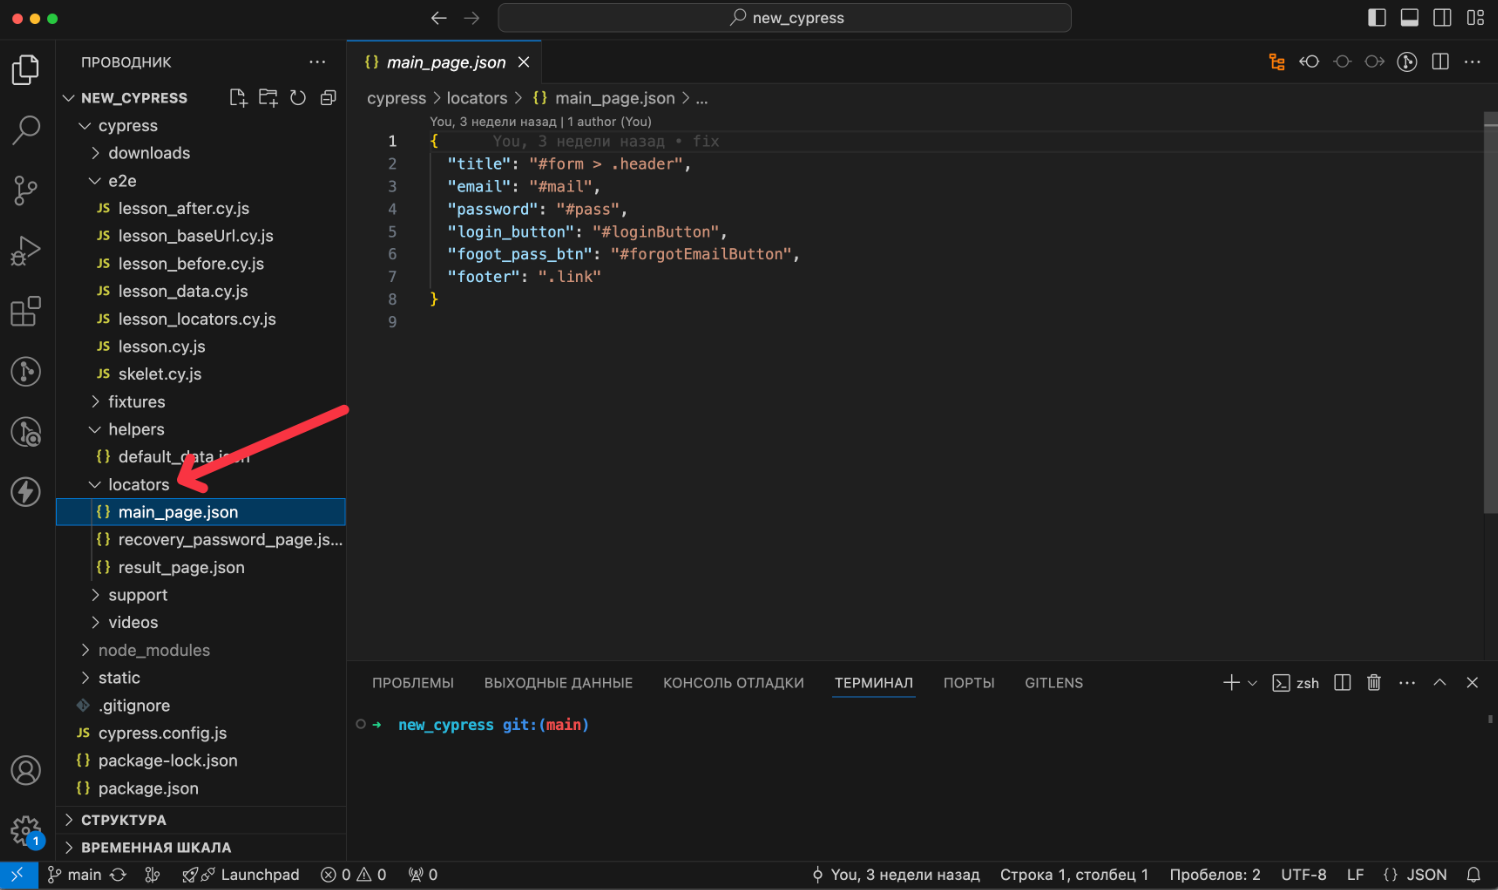 new_cypress
ПРОВОДНИК
NEW_CYPRESS
cypress
downloads
e2e
JS lesson_after.cy.js
JS lesson_baseUrl.cy.js
JS lesson_before.cy.js
JS lesson_data.cy.js
JS lesson_locators.cy.js
JS lesson.cy.js
JS skelet.cy.js
fixtures
helpers
{} default_data.json
locators
{} main_page.json
{} recovery_password_page.js...
{} result_page.json
support
videos
node_modules
static
.gitignore
JS cypress.config.js
{} package-lock.json
{} package.json
СТРУКТУРА
ВРЕМЕННАЯ ШКАЛА
1
{} main_page.json
cypress > locators > {} main_page.json > ...
You, 3 недели назад | 1 author (You)
1 { You, 3 недели назад • fix
2 "title": "#form > .header",
3 "email": "#mail",
4 "password": "#pass",
5 "login_button": "#loginButton",
6 "fogot_pass_btn": "#forgotEmailButton",
7 "footer": ".link"
8 }
9
ПРОБЛЕМЫ ВЫХОДНЫЕ ДАННЫЕ КОНСОЛЬ ОТЛАДКИ ТЕРМИНАЛ ПОРТЫ GITLENS zsh
→ new_cypress git:(main)
main Launchpad 0 0 0 You, 3 недели назад Строка 1, столбец 1 Пробелов: 2 UTF-8 LF {} JSON